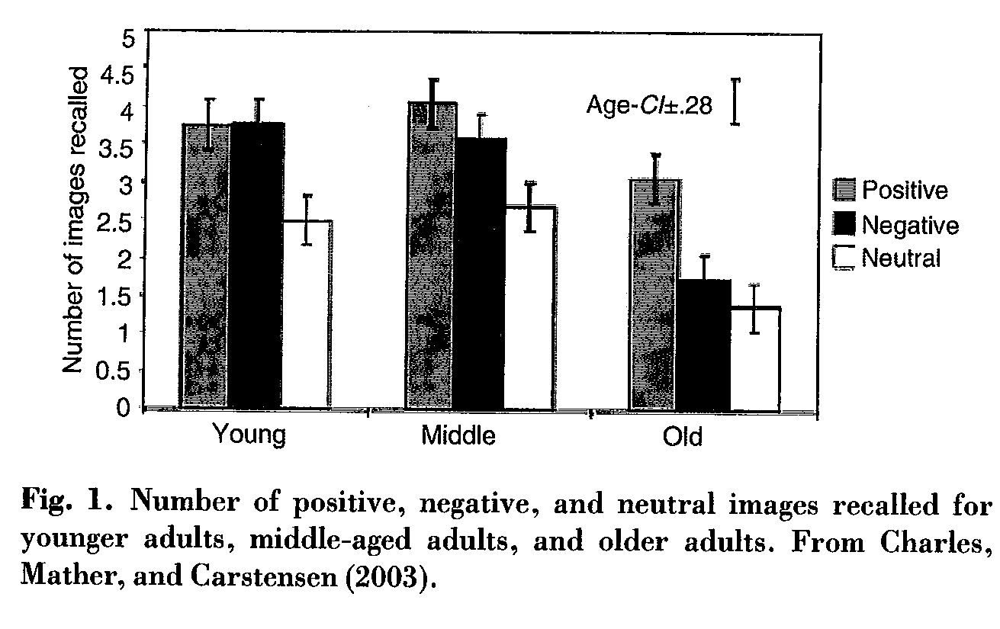 5
4.5
4
3.5
3
2.5
2
1.5
1
0.5
0
Number of images recalled
Age-CI±.28
Positive
Negative
Neutral
Young Middle Old
Fig. 1. Number of positive, negative, and neutral images recalled for
younger adults, middle-aged adults, and older adults. From Charles,
Mather, and Carstensen (2003).